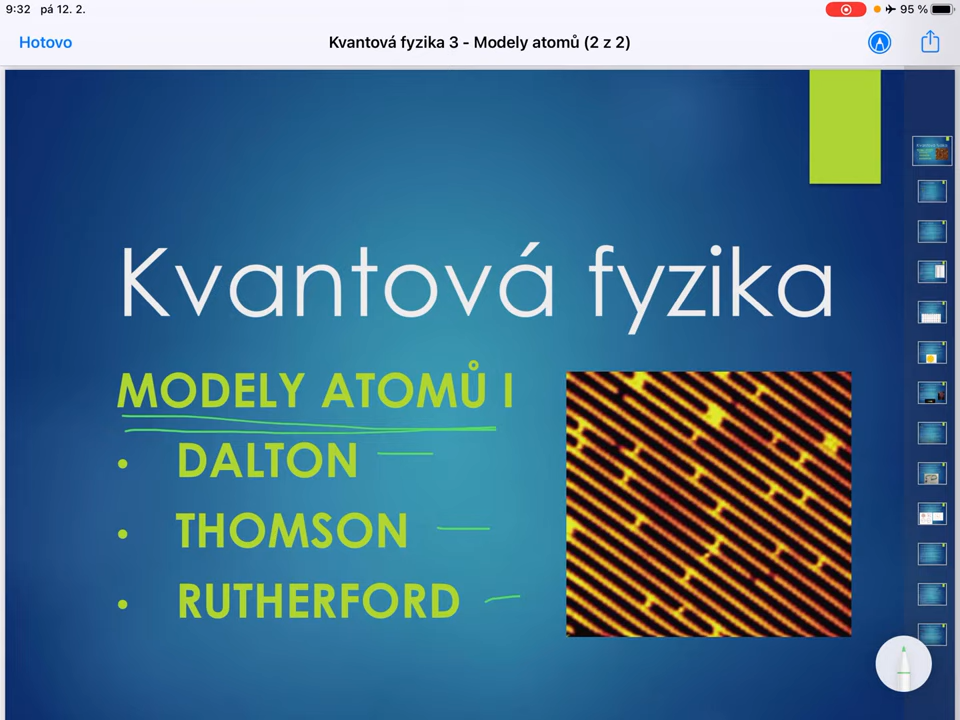 9:32 pá 12. 2. 95 %
Hotovo Kvantová fyzika 3 - Modely atomů (2 z 2)
Kvantová fyzika
MODELY ATOMŮ I
• DALTON
• THOMSON
• RUTHERFORD